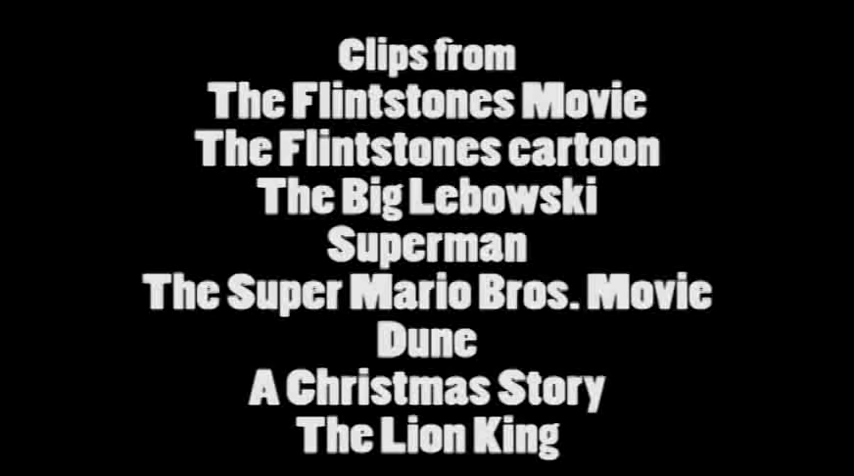 Clips from
The Flintstones Movie
The Flintstones cartoon
The Big Lebowski
Superman
The Super Mario Bros. Movie
Dune
A Christmas Story
The Lion King